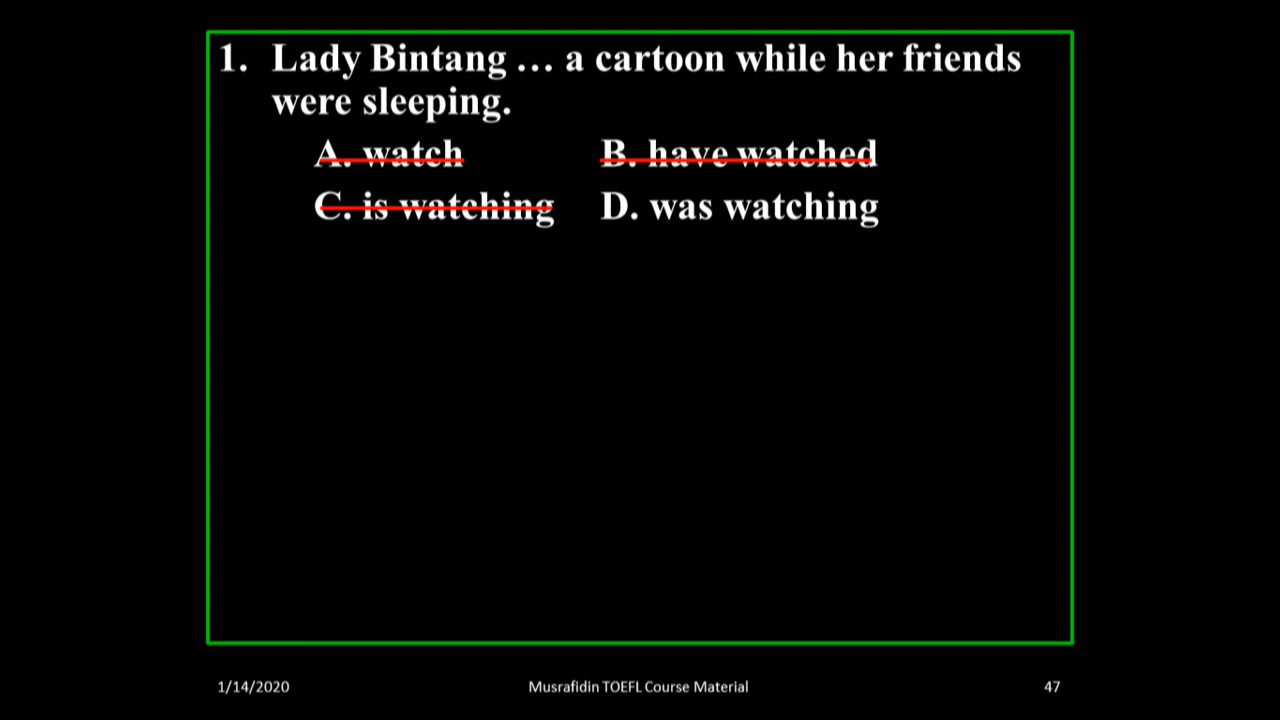 1. Lady Bintang … a cartoon while her friends
were sleeping.
A. watch B. have watched
C. is watching D. was watching
1/14/2020 Musrafidin TOEFL Course Material 47